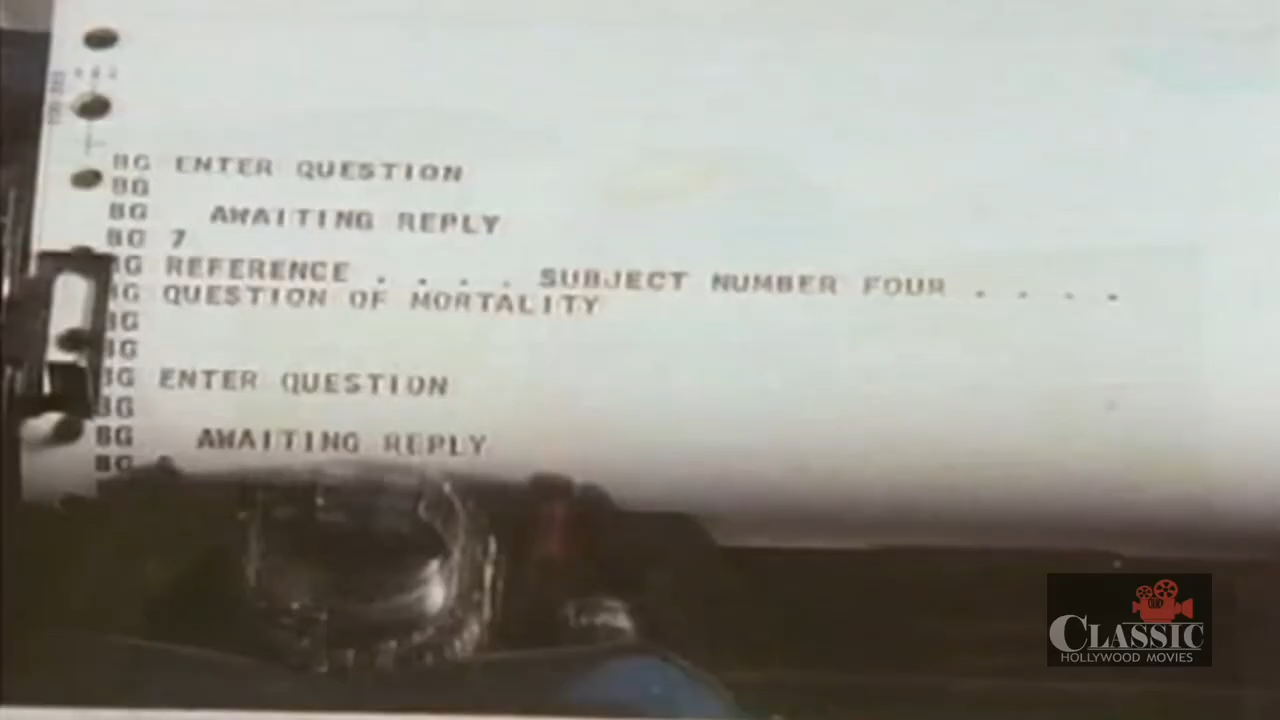 BG ENTER QUESTION
BG
BG AWAITING REPLY
BG 7
BG REFERENCE . . . . SUBJECT NUMBER FOUR . . . .
BG QUESTION OF MORTALITY
BG
BG
BG ENTER QUESTION
BG
BG AWAITING REPLY
BG
CLASSIC
HOLLYWOOD MOVIES